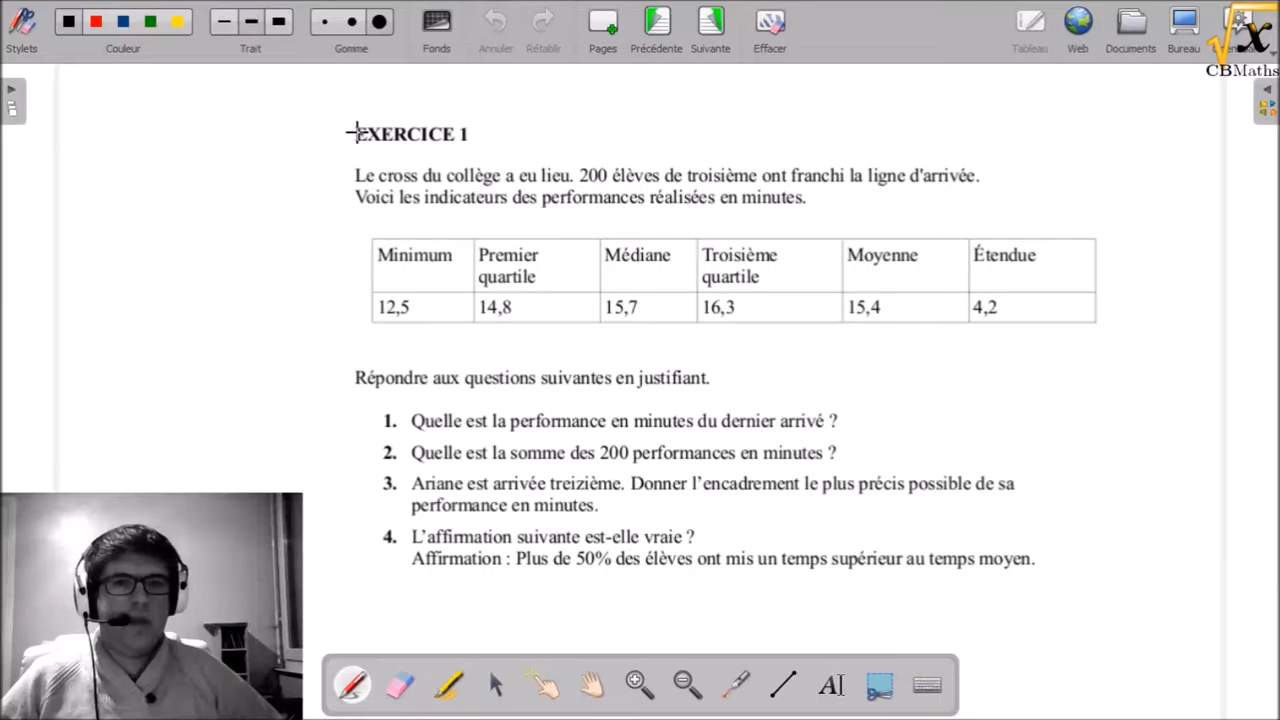 Stylets Couleur Trait Gomme Fonds Annuler Rétablir Pages Précédente Suivante Effacer Tableau Web Documents Bureau
CBMaths
EXERCICE 1
Le cross du collège a eu lieu. 200 élèves de troisième ont franchi la ligne d'arrivée.
Voici les indicateurs des performances réalisées en minutes.
Minimum Premier quartile Médiane Troisième quartile Moyenne Étendue
12,5 14,8 15,7 16,3 15,4 4,2
Répondre aux questions suivantes en justifiant.
1. Quelle est la performance en minutes du dernier arrivé ?
2. Quelle est la somme des 200 performances en minutes ?
3. Ariane est arrivée treizième. Donner l'encadrement le plus précis possible de sa
performance en minutes.
4. L'affirmation suivante est-elle vraie ?
Affirmation : Plus de 50% des élèves ont mis un temps supérieur au temps moyen.
AI